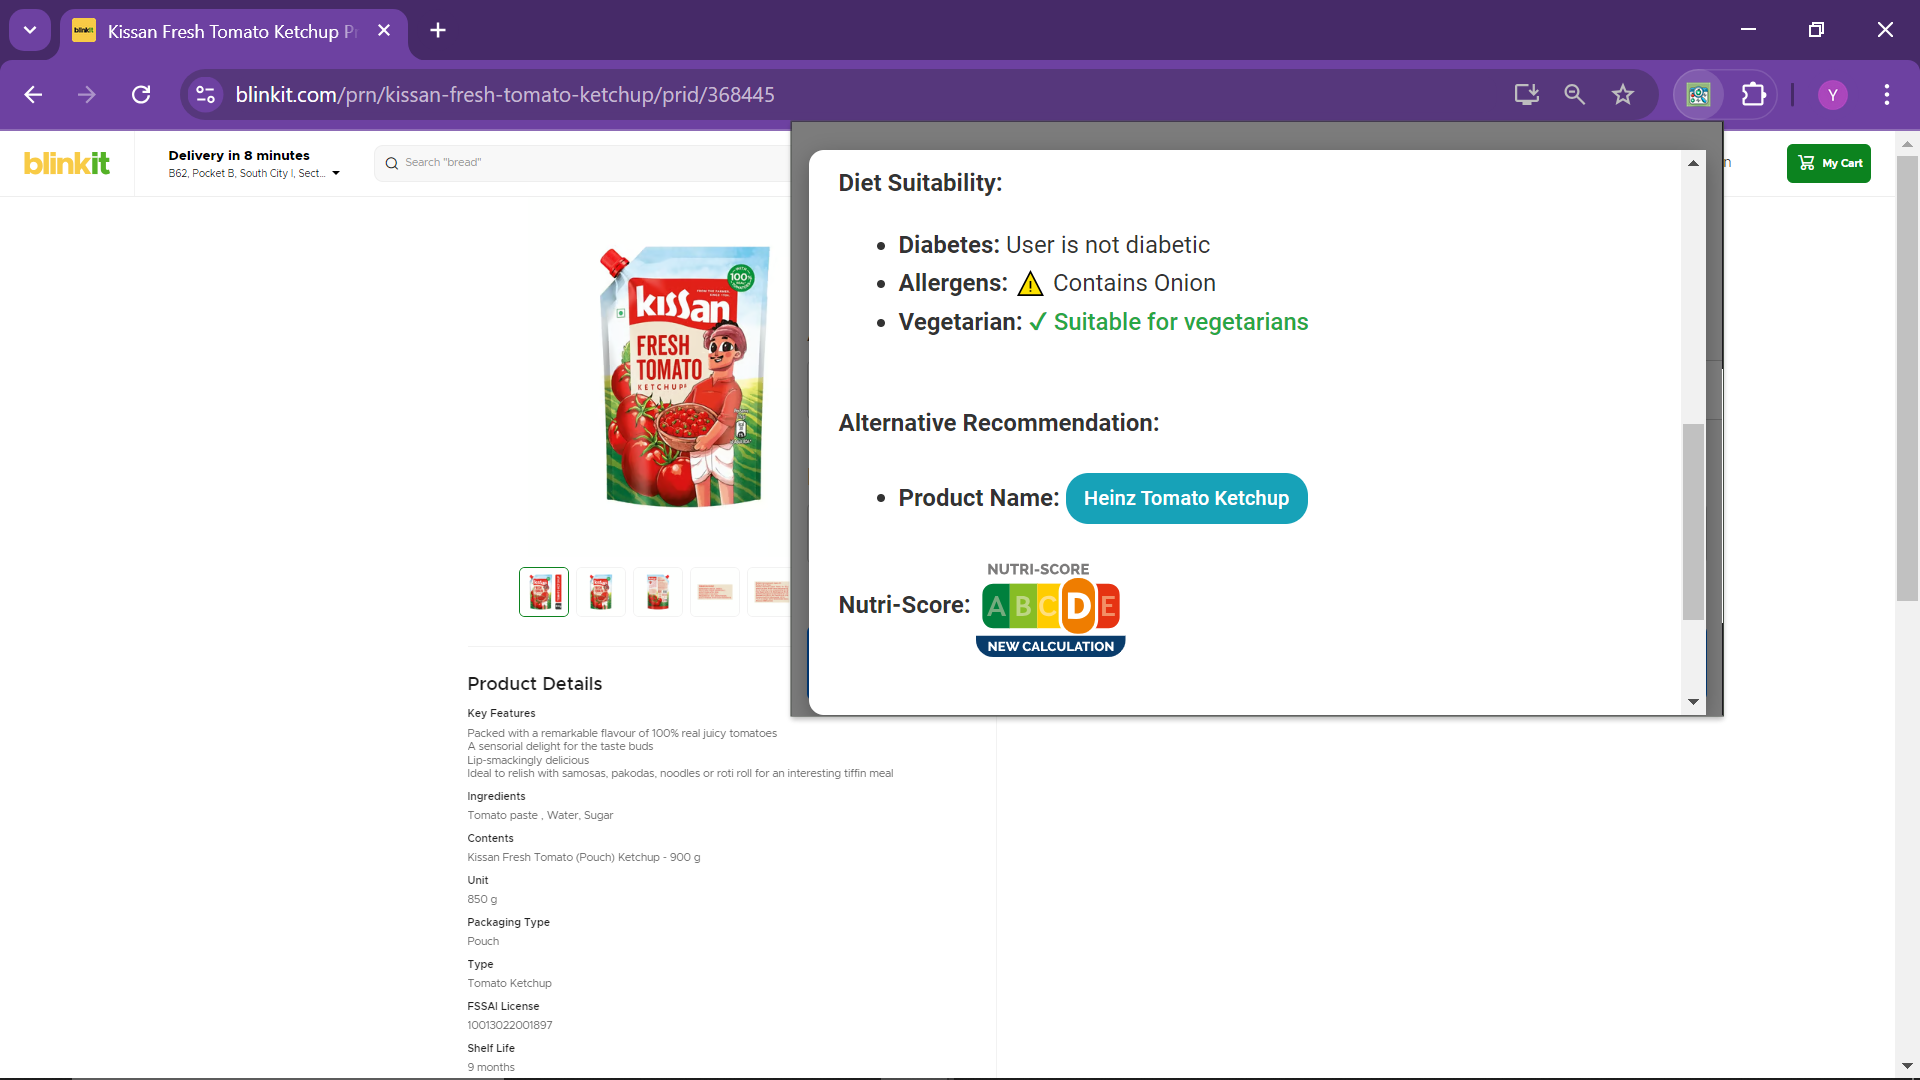 Kissan Fresh Tomato Ketchup Pr
blinkit.com/prn/kissan-fresh-tomato-ketchup/prid/368445
Y
blinkit
Delivery in 8 minutes
B62, Pocket B, South City I, Sect...
Search "bread"
n
My Cart
Diet Suitability:
Diabetes: User is not diabetic
Allergens: ⚠ Contains Onion
Vegetarian: ✓ Suitable for vegetarians
Alternative Recommendation:
Product Name: Heinz Tomato Ketchup
Nutri-Score:
NUTRI-SCORE
A B C D E
NEW CALCULATION
100%
kissan
FRESH
TOMATO
KETCHUP
Product Details
Key Features
Packed with a remarkable flavour of 100% real juicy tomatoes
A sensorial delight for the taste buds
Lip-smackingly delicious
Ideal to relish with samosas, pakodas, noodles or roti roll for an interesting tiffin meal
Ingredients
Tomato paste , Water, Sugar
Contents
Kissan Fresh Tomato (Pouch) Ketchup - 900 g
Unit
850 g
Packaging Type
Pouch
Type
Tomato Ketchup
FSSAI License
10013022001897
Shelf Life
9 months